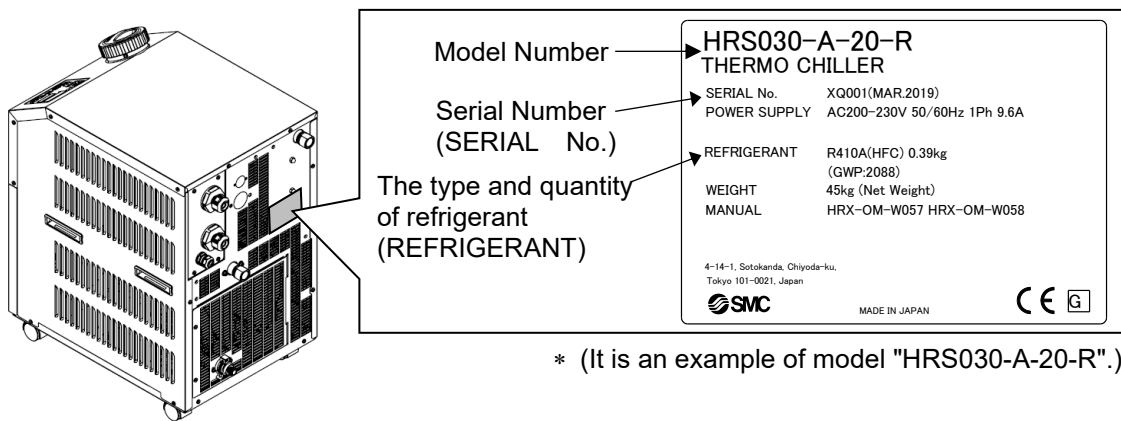 Model Number
Serial Number
(SERIAL No.)
The type and quantity
of refrigerant
(REFRIGERANT)
HRS030-A-20-R
THERMO CHILLER
SERIAL No. XQ001(MAR.2019)
POWER SUPPLY AC200-230V 50/60Hz 1Ph 9.6A
REFRIGERANT R410A(HFC) 0.39kg
(GWP:2088)
WEIGHT 45kg (Net Weight)
MANUAL HRX-OM-W057 HRX-OM-W058
4-14-1, Sotokanda, Chiyoda-ku,
Tokyo 101-0021, Japan
SMC MADE IN JAPAN CE G
* (It is an example of model "HRS030-A-20-R".)